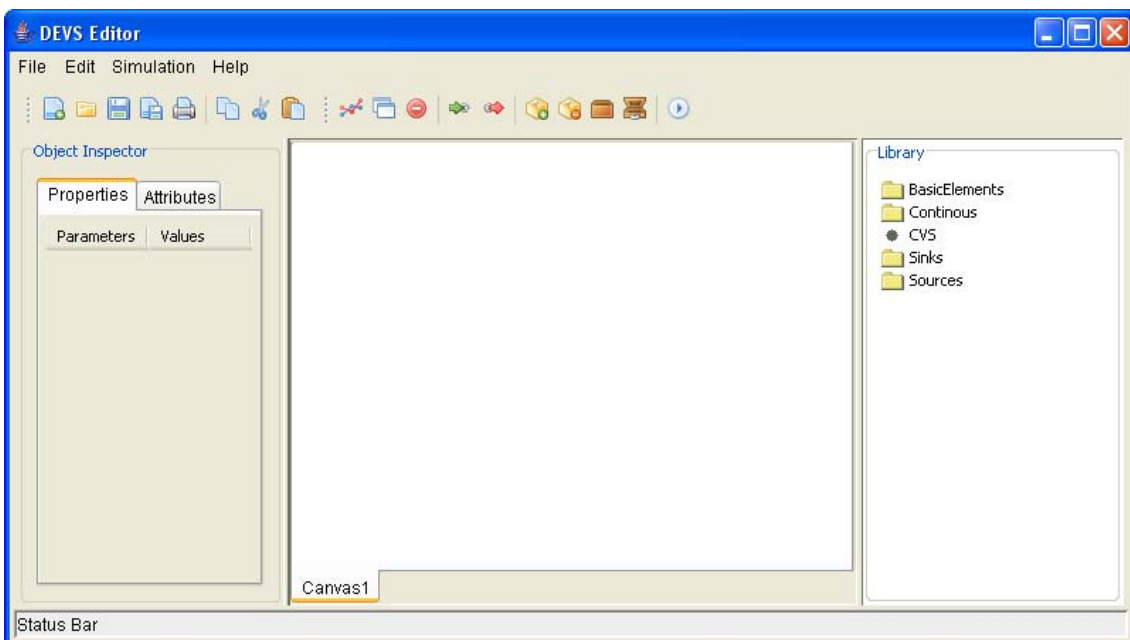 DEVS Editor
File Edit Simulation Help
Object Inspector
Properties Attributes
Parameters Values
Canvas1
Library
BasicElements
Continous
CVS
Sinks
Sources
Status Bar